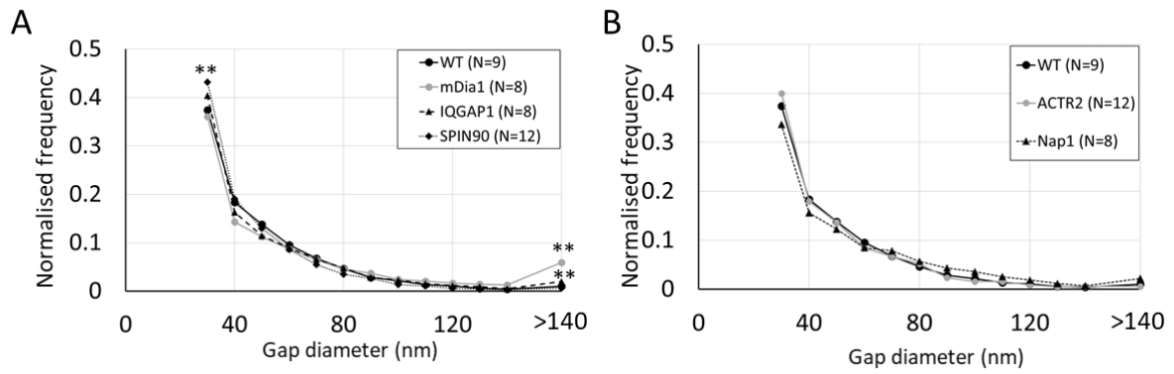 A
Normalised frequency
0.5
0.4
0.3
0.2
0.1
0
**
WT (N=9)
mDia1 (N=8)
IQGAP1 (N=8)
SPIN90 (N=12)
**
**
0 40 80 120 >140
Gap diameter (nm)
B
Normalised frequency
0.5
0.4
0.3
0.2
0.1
0
WT (N=9)
ACTR2 (N=12)
Nap1 (N=8)
0 40 80 120 >140
Gap diameter (nm)